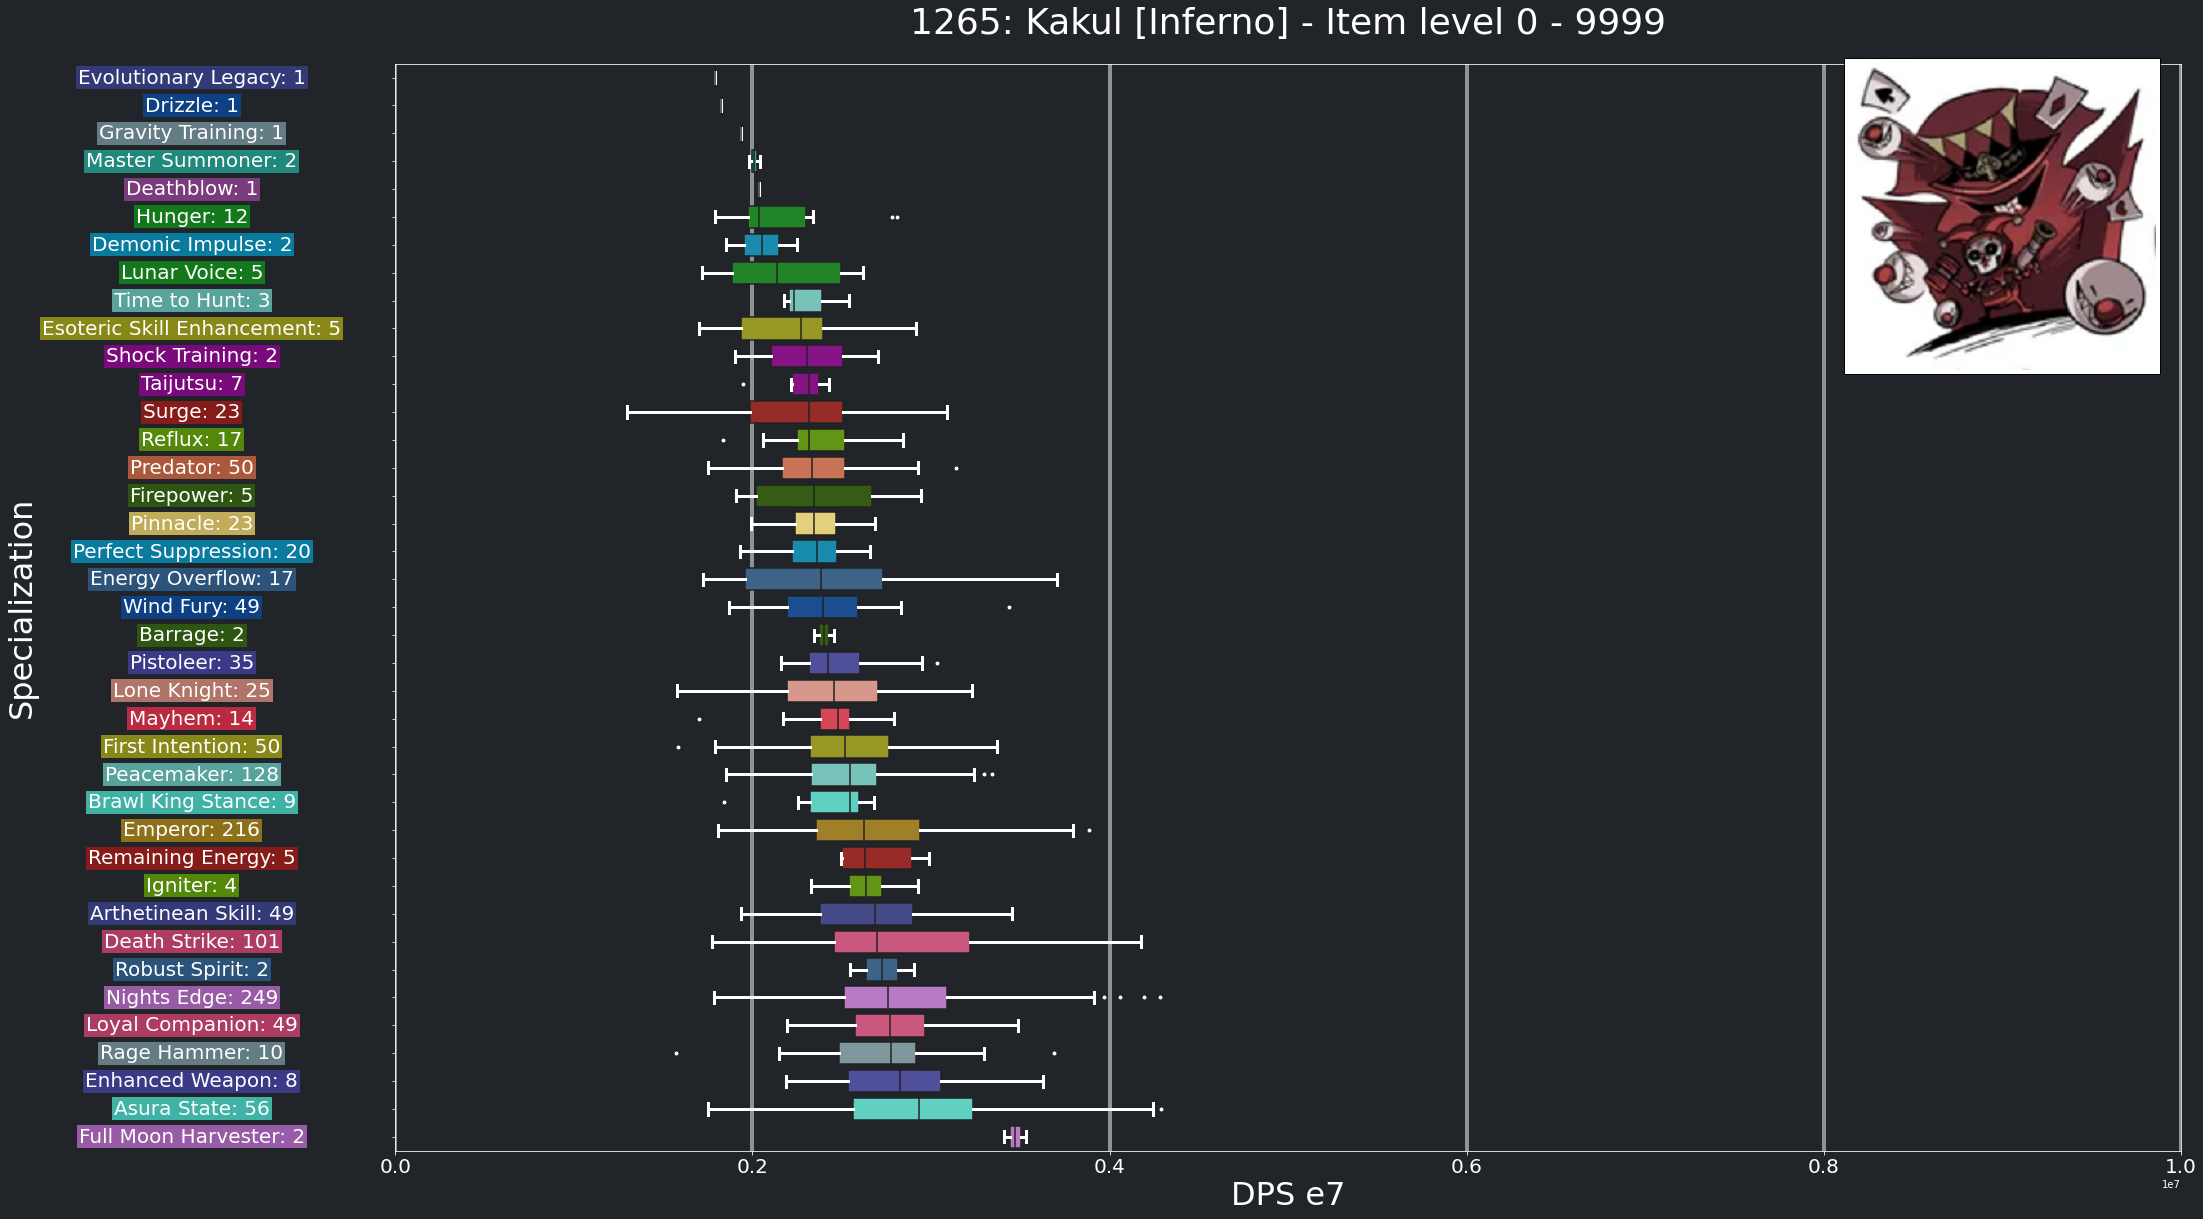 1265: Kakul [Inferno] - Item level 0 - 9999
Specialization
Evolutionary Legacy: 1
Drizzle: 1
Gravity Training: 1
Master Summoner: 2
Deathblow: 1
Hunger: 12
Demonic Impulse: 2
Lunar Voice: 5
Time to Hunt: 3
Esoteric Skill Enhancement: 5
Shock Training: 2
Taijutsu: 7
Surge: 23
Reflux: 17
Predator: 50
Firepower: 5
Pinnacle: 23
Perfect Suppression: 20
Energy Overflow: 17
Wind Fury: 49
Barrage: 2
Pistoleer: 35
Lone Knight: 25
Mayhem: 14
First Intention: 50
Peacemaker: 128
Brawl King Stance: 9
Emperor: 216
Remaining Energy: 5
Igniter: 4
Arthetinean Skill: 49
Death Strike: 101
Robust Spirit: 2
Nights Edge: 249
Loyal Companion: 49
Rage Hammer: 10
Enhanced Weapon: 8
Asura State: 56
Full Moon Harvester: 2
0.0 0.2 0.4 0.6 0.8 1.0
1e7
DPS e7